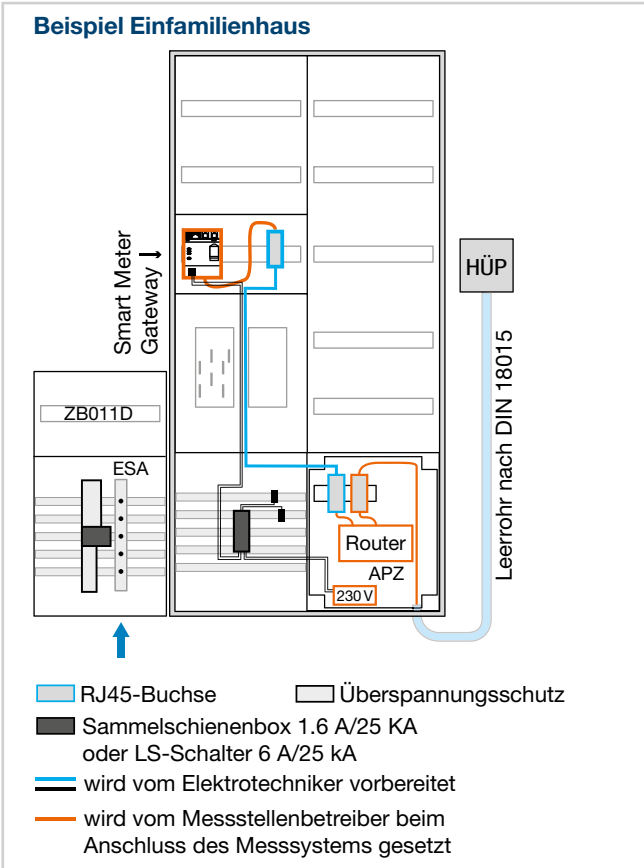 Beispiel Einfamilienhaus
Smart Meter
Gateway
HÜP
Leerrohr nach DIN 18015
ZB011D
ESA
Router
APZ
230 V
RJ45-Buchse
Überspannungsschutz
Sammelschienenbox 1.6 A/25 KA
oder LS-Schalter 6 A/25 kA
wird vom Elektrotechniker vorbereitet
wird vom Messstellenbetreiber beim
Anschluss des Messsystems gesetzt